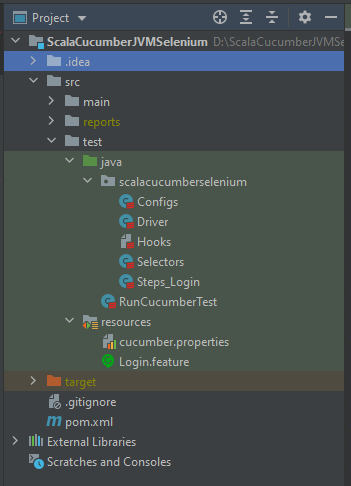 Project
ScalaCucumberJVMSelenium D:\ScalaCucumberJVMSe
.idea
src
main
reports
test
java
scalacucumberselenium
Configs
Driver
Hooks
Selectors
Steps_Login
RunCucumberTest
resources
cucumber.properties
Login.feature
target
.gitignore
pom.xml
External Libraries
Scratches and Consoles